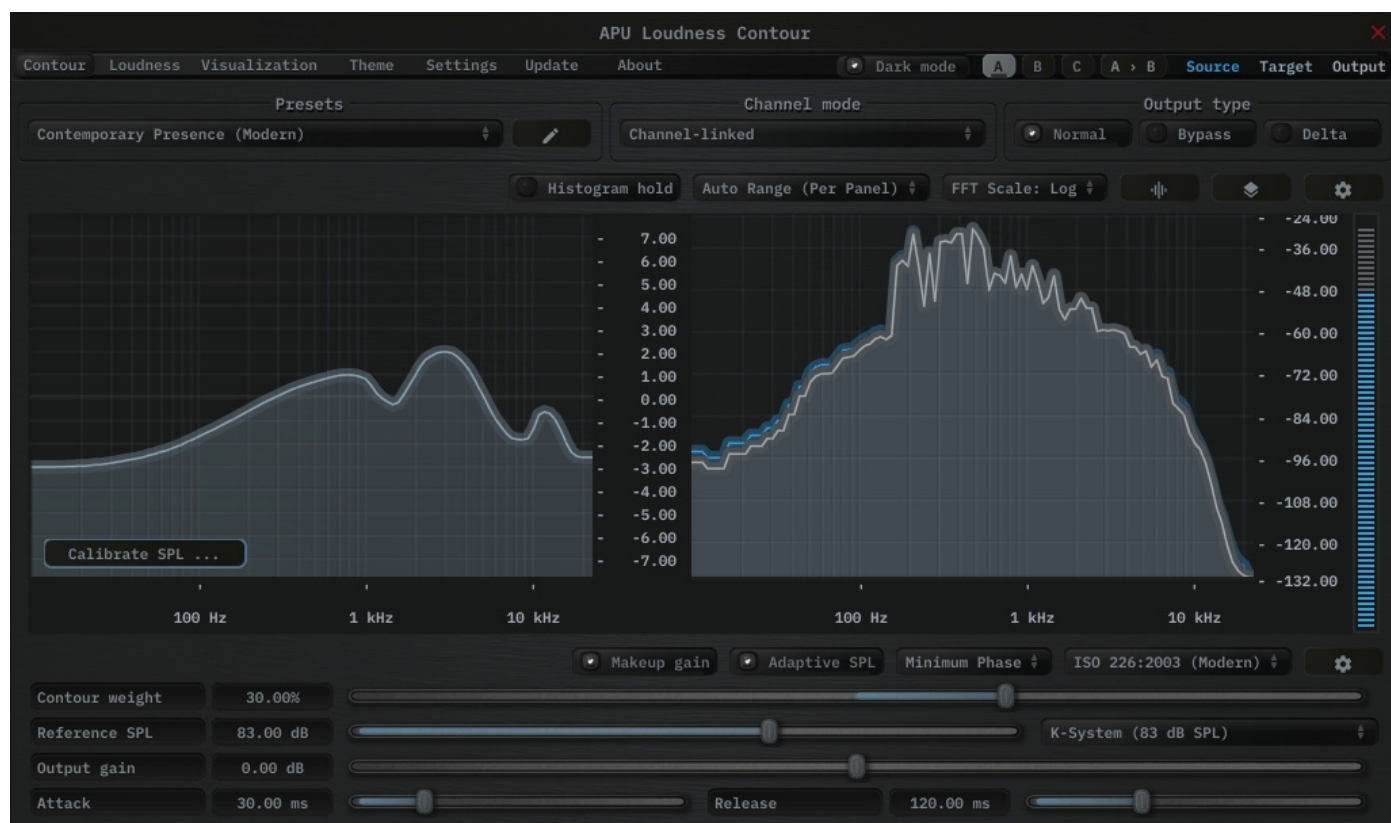 APU Loudness Contour
Contour Loudness Visualization Theme Settings Update About Dark mode A B C A › B Source Target Output
Presets Channel mode Output type
Contemporary Presence (Modern) Channel-linked Normal Bypass Delta
Histogram hold Auto Range (Per Panel) FFT Scale: Log
7.00
6.00
5.00
4.00
3.00
2.00
1.00
0.00
-1.00
-2.00
-3.00
-4.00
-5.00
-6.00
-7.00
Calibrate SPL ...
100 Hz 1 kHz 10 kHz
-24.00
-36.00
-48.00
-60.00
-72.00
-84.00
-96.00
-108.00
-120.00
-132.00
100 Hz 1 kHz 10 kHz
Makeup gain Adaptive SPL Minimum Phase ISO 226:2003 (Modern)
Contour weight 30.00%
Reference SPL 83.00 dB K-System (83 dB SPL)
Output gain 0.00 dB
Attack 30.00 ms Release 120.00 ms